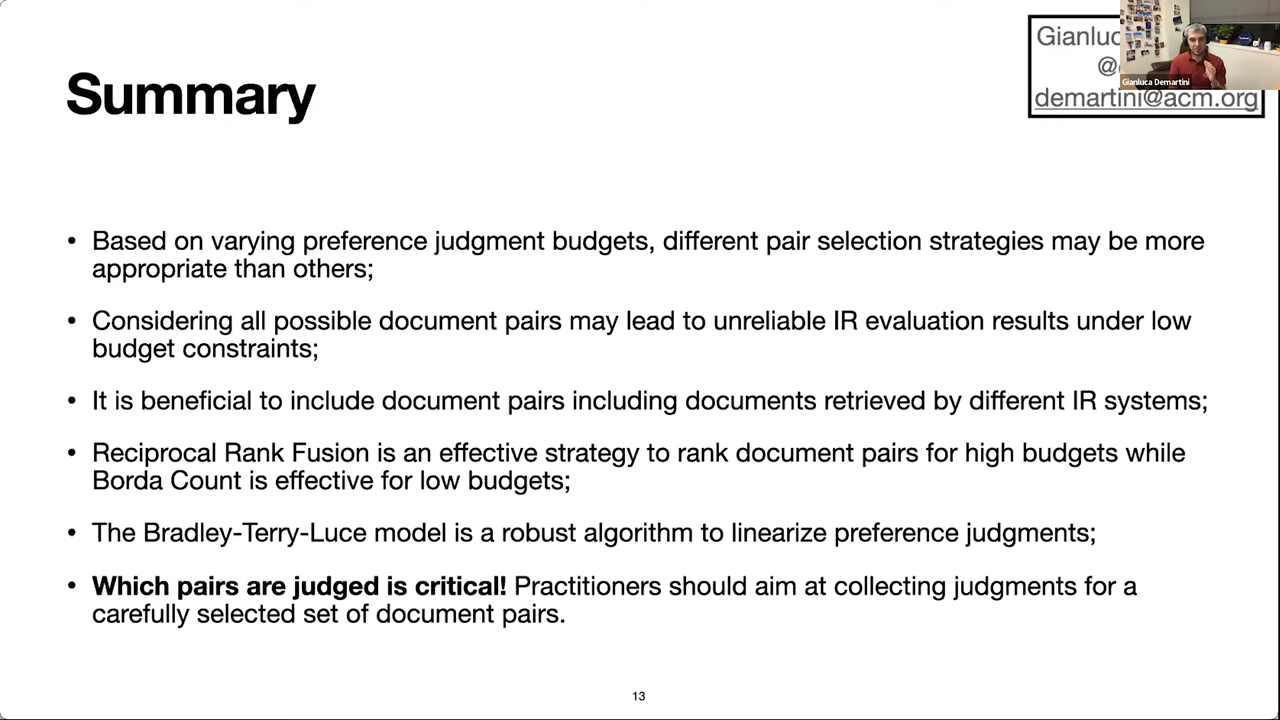 Summary
Gianluc
@
demartini@acm.org
Gianluca Demartini
• Based on varying preference judgment budgets, different pair selection strategies may be more
appropriate than others;
• Considering all possible document pairs may lead to unreliable IR evaluation results under low
budget constraints;
• It is beneficial to include document pairs including documents retrieved by different IR systems;
• Reciprocal Rank Fusion is an effective strategy to rank document pairs for high budgets while
Borda Count is effective for low budgets;
• The Bradley-Terry-Luce model is a robust algorithm to linearize preference judgments;
• Which pairs are judged is critical! Practitioners should aim at collecting judgments for a
carefully selected set of document pairs.
13